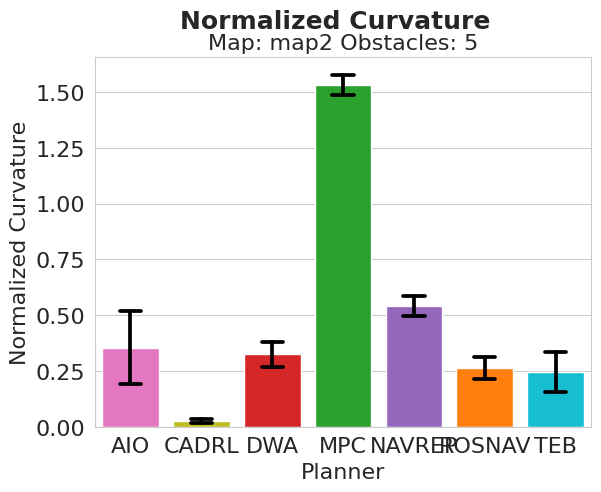 Normalized Curvature
Map: map2 Obstacles: 5
Normalized Curvature
1.50
1.25
1.00
0.75
0.50
0.25
0.00
AIO CADRL DWA MPC NAVREP ROSNAV TEB
Planner